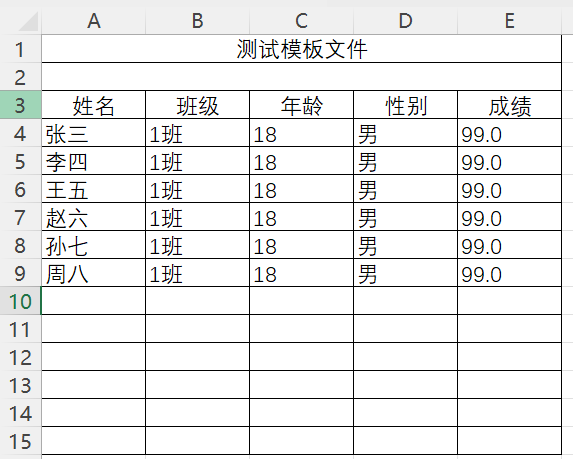 A B C D E
1 测试模板文件
2
3 姓名 班级 年龄 性别 成绩
4 张三 1班 18 男 99.0
5 李四 1班 18 男 99.0
6 王五 1班 18 男 99.0
7 赵六 1班 18 男 99.0
8 孙七 1班 18 男 99.0
9 周八 1班 18 男 99.0
10
11
12
13
14
15